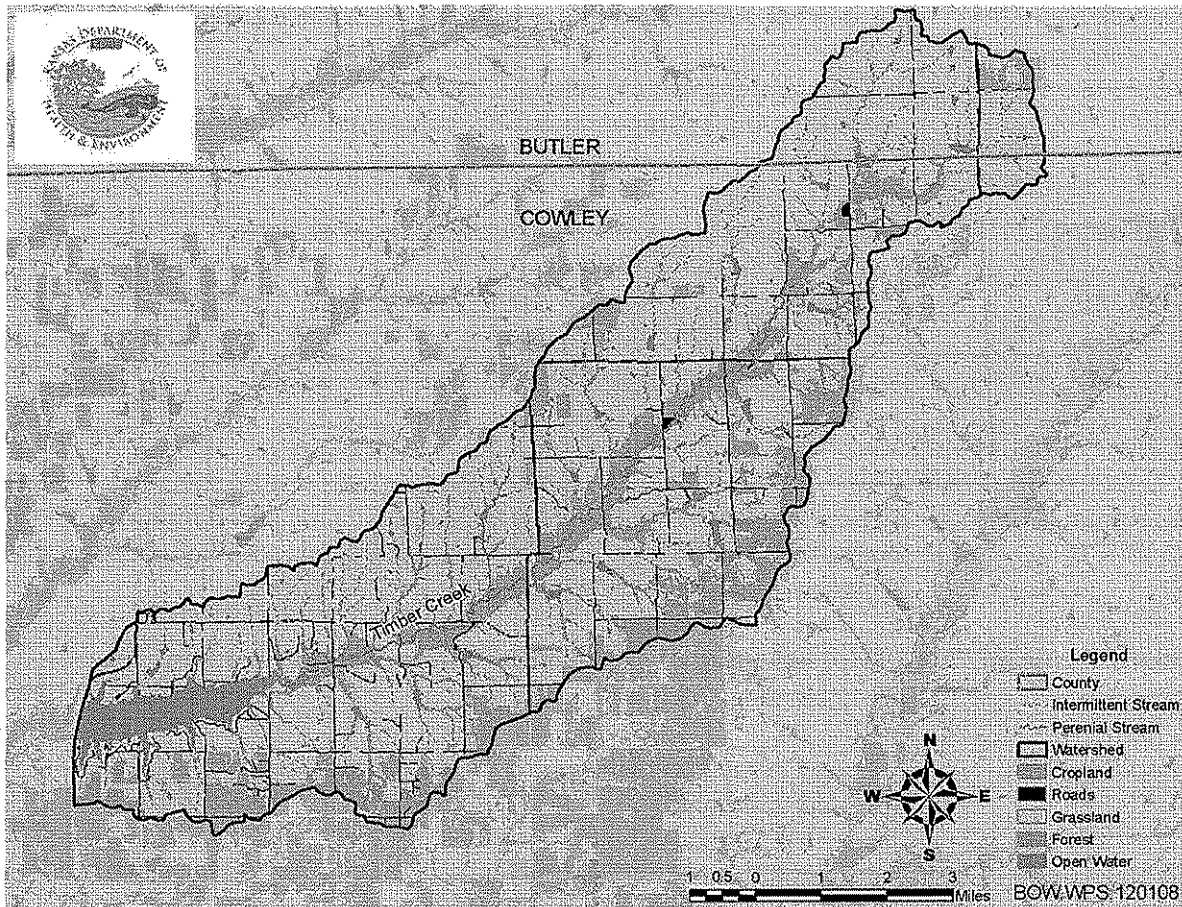 KANSAS DEPARTMENT OF
HEALTH & ENVIRONMENT
BUTLER
COWLEY
Timber Creek
Legend
County
Intermittent Stream
Perenial Stream
Watershed
Cropland
Roads
Grassland
Forest
Open Water
N
W E
S
1 0.5 0 1 2 3
Miles
BOW.WPS.120108